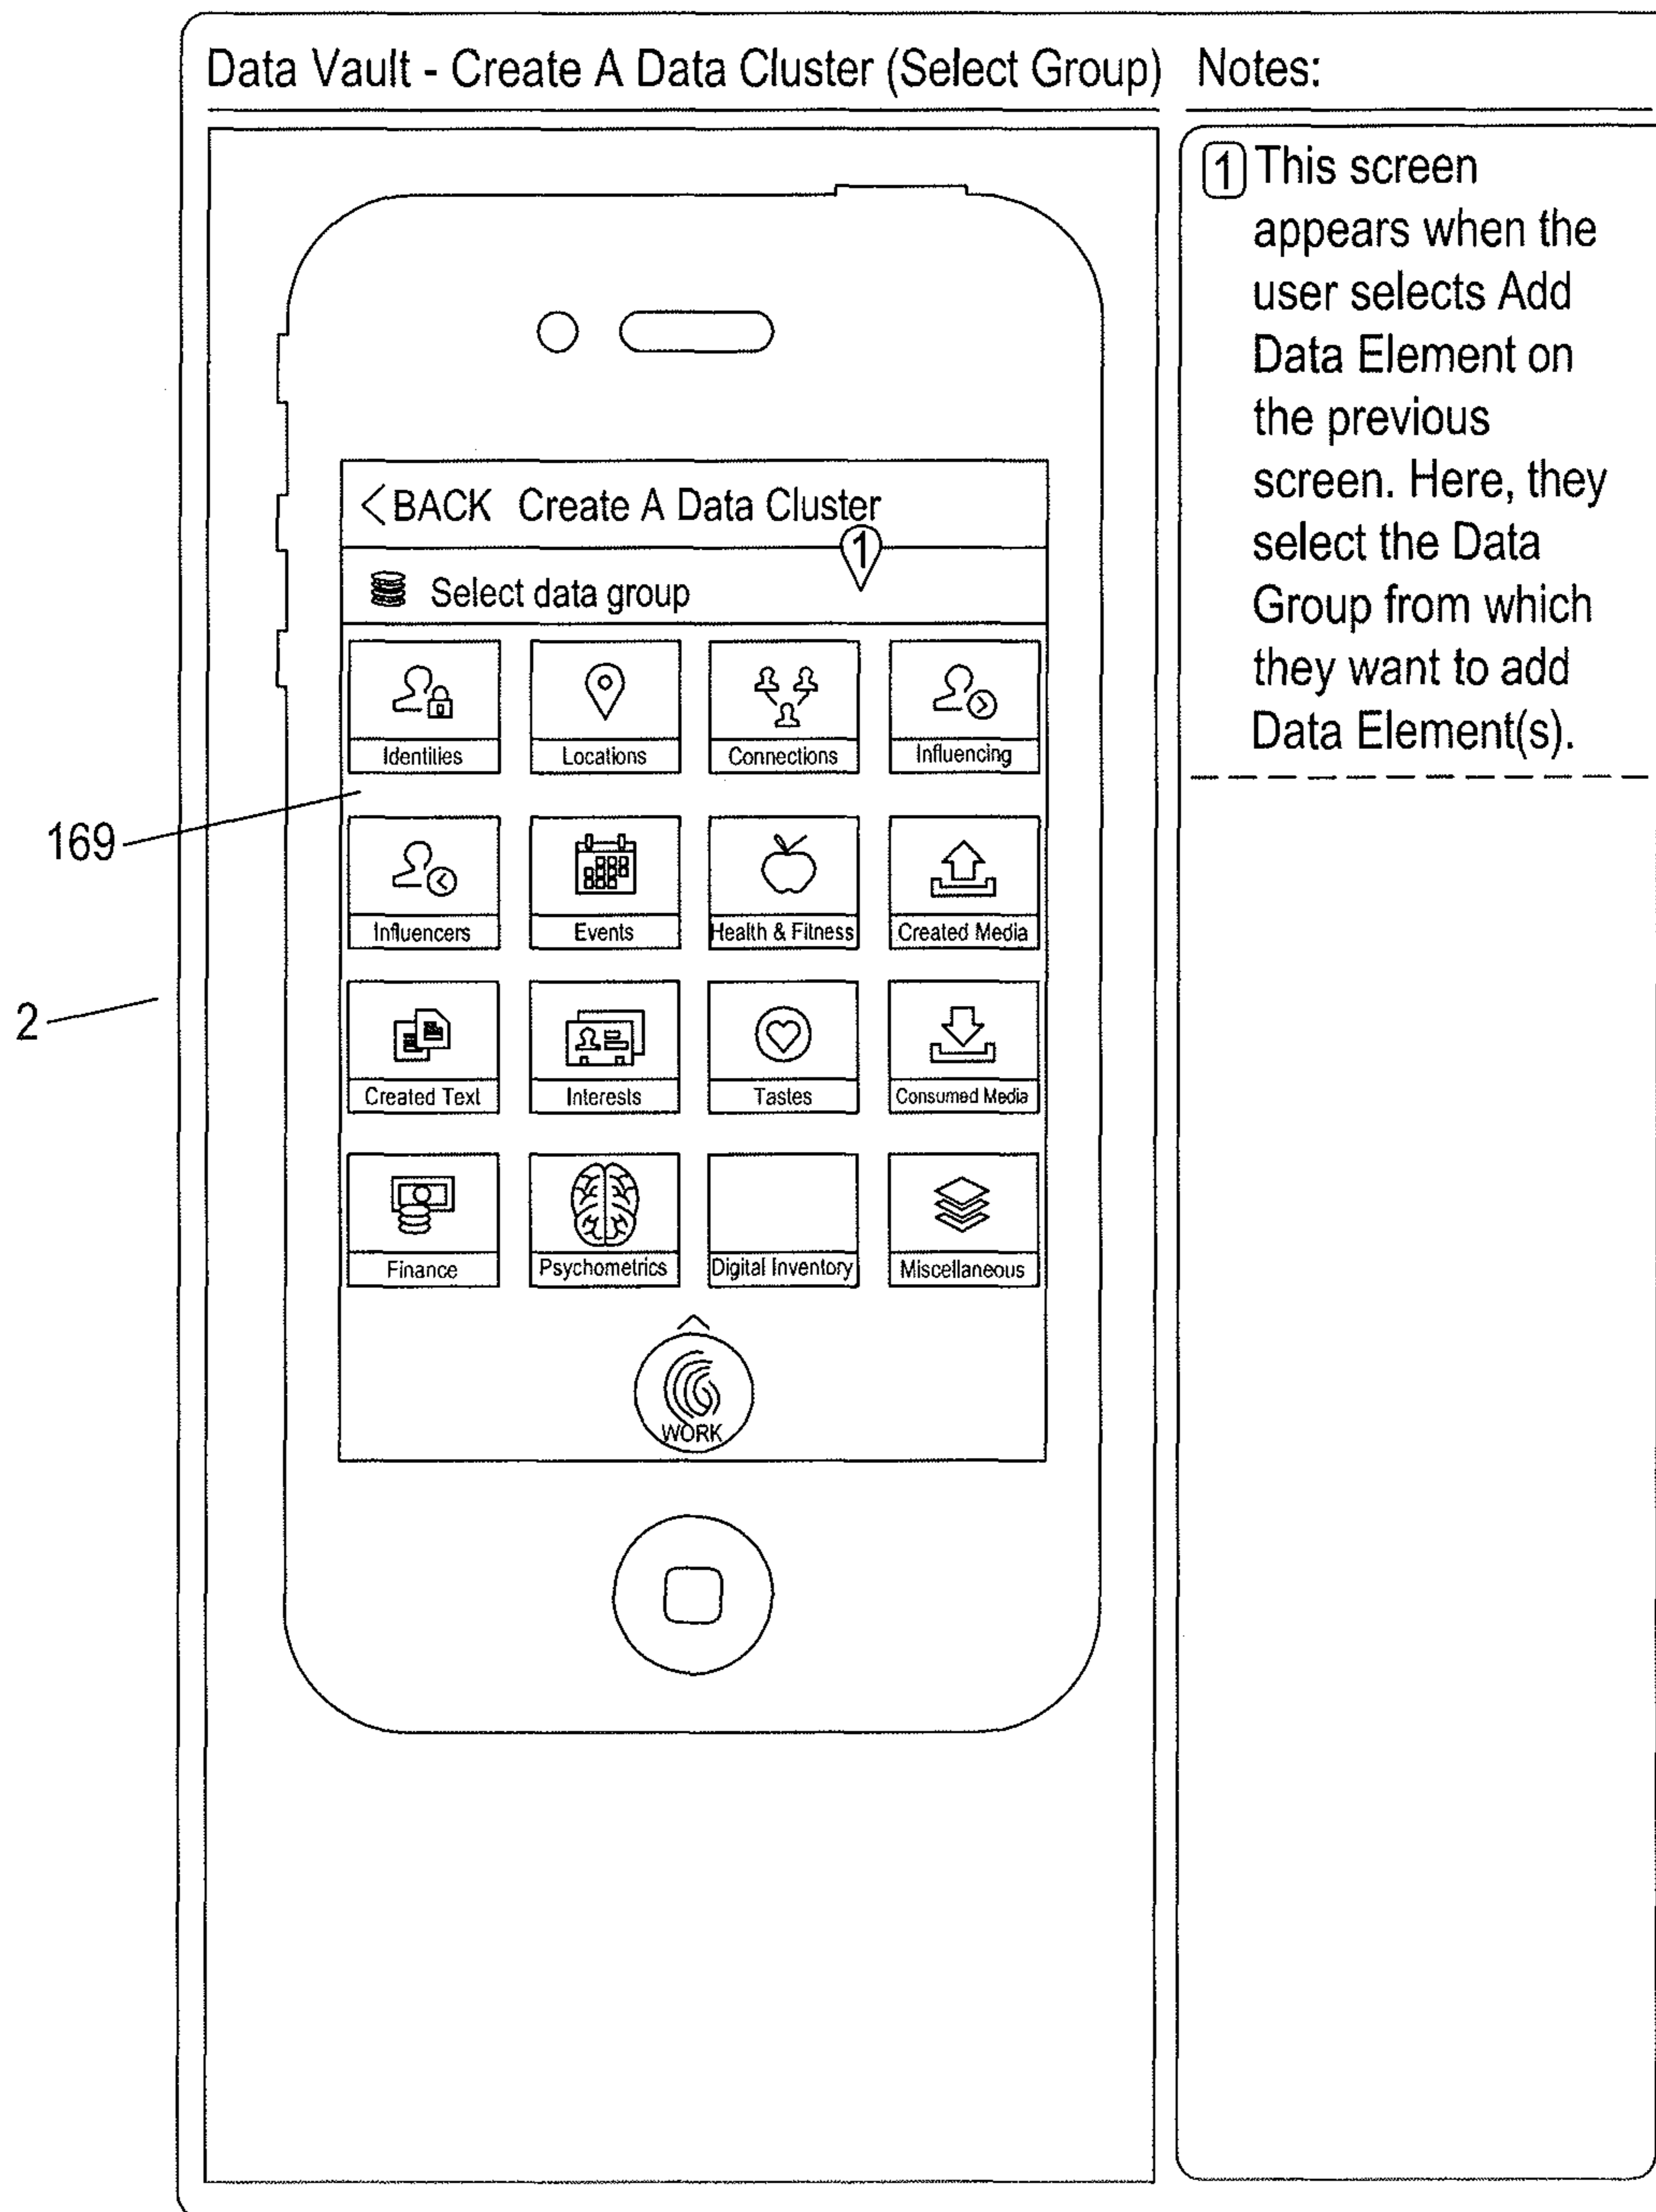 Data Vault - Create A Data Cluster (Select Group)
Notes:
1 This screen
appears when the
user selects Add
Data Element on
the previous
screen. Here, they
select the Data
Group from which
they want to add
Data Element(s).
<BACK Create A Data Cluster
1
Select data group
Identities Locations Connections Influencing
169
Influencers Events Health & Fitness Created Media
2
Created Text Interests Tastes Consumed Media
Finance Psychometrics Digital Inventory Miscellaneous
WORK